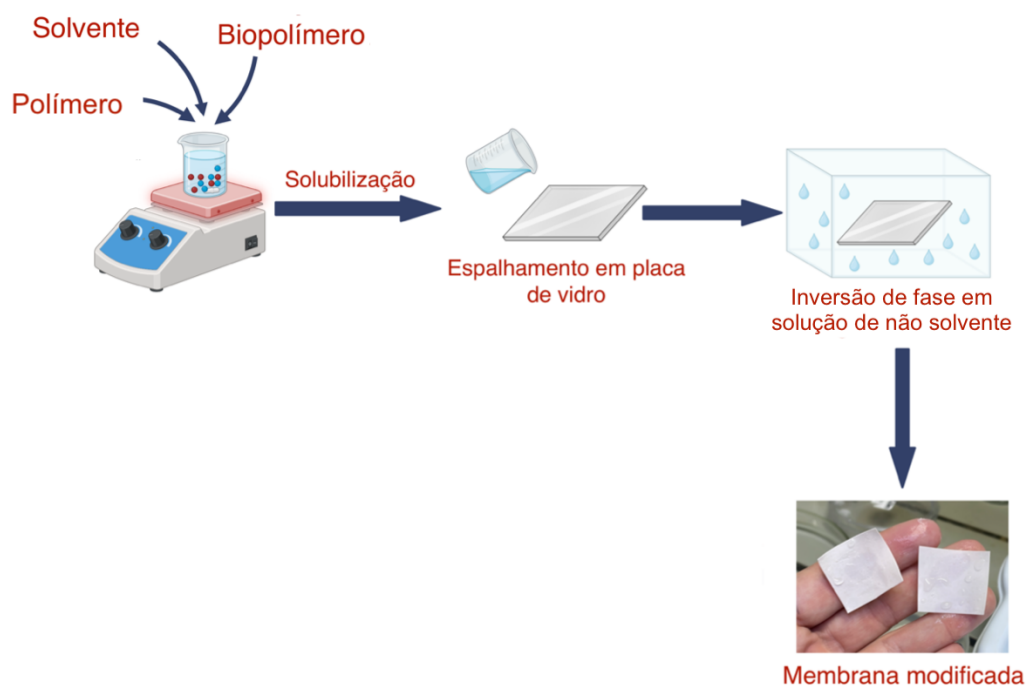 Solvente
Biopolímero
Polímero
Solubilização
Espalhamento em placa
de vidro
Inversão de fase em
solução de não solvente
Membrana modificada